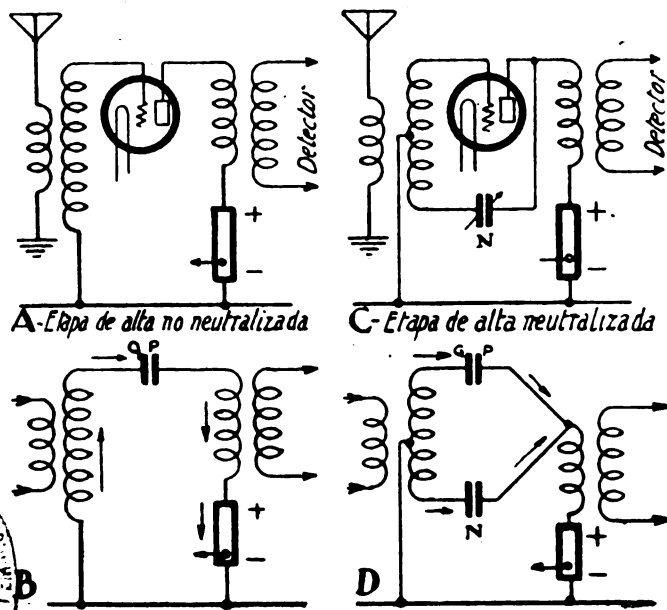 Detector
+
−
N
A-Etapa de alta no neutralizada
Detector
+
−
N
C-Etapa de alta neutralizada
G P
+
−
B
G P
N
+
−
D